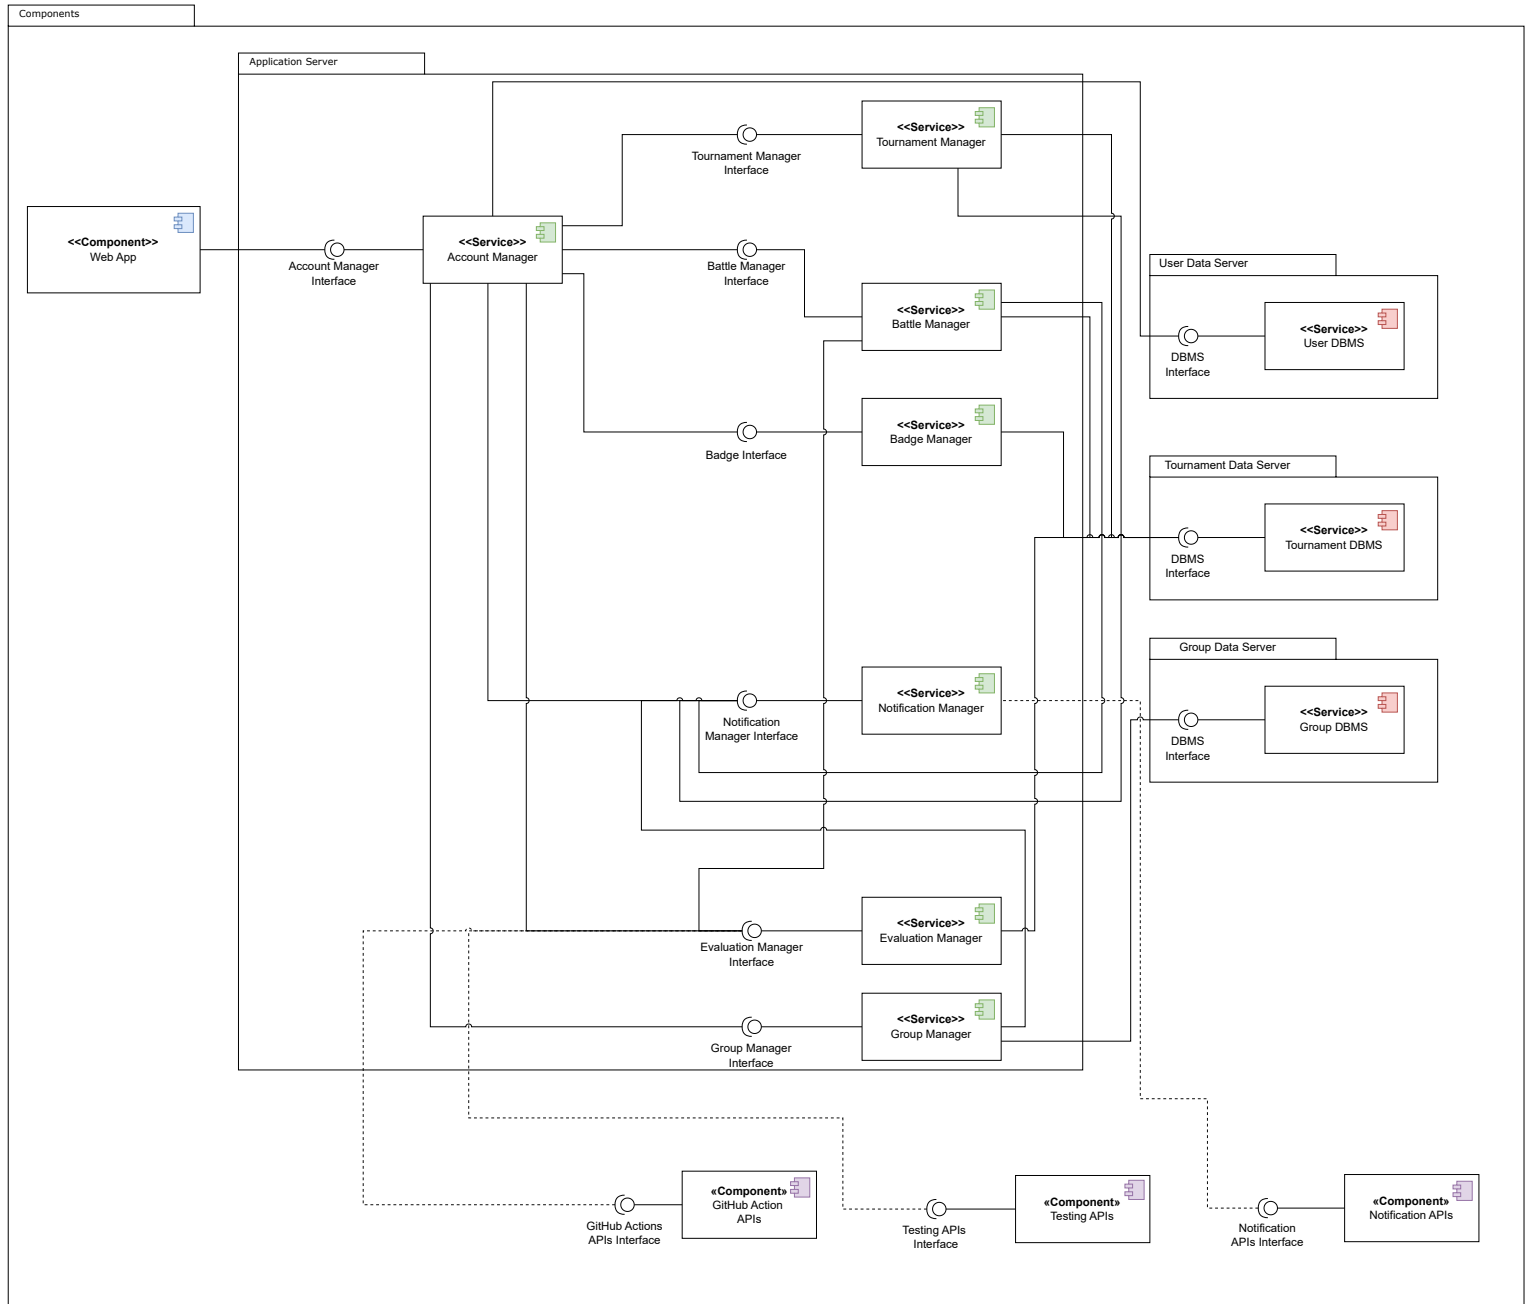 Components
Application Server
<<Service>>
Tournament Manager
Tournament Manager
Interface
<<Component>>
Web App
Account Manager
Interface
<<Service>>
Account Manager
Battle Manager
Interface
<<Service>>
Battle Manager
User Data Server
<<Service>>
User DBMS
DBMS
Interface
Badge Interface
<<Service>>
Badge Manager
Tournament Data Server
<<Service>>
Tournament DBMS
DBMS
Interface
Notification
Manager Interface
<<Service>>
Notification Manager
Group Data Server
<<Service>>
Group DBMS
DBMS
Interface
Evaluation Manager
Interface
<<Service>>
Evaluation Manager
Group Manager
Interface
<<Service>>
Group Manager
GitHub Actions
APIs Interface
«Component»
GitHub Action
APIs
Testing APIs
Interface
«Component»
Testing APIs
Notification
APIs Interface
«Component»
Notification APIs